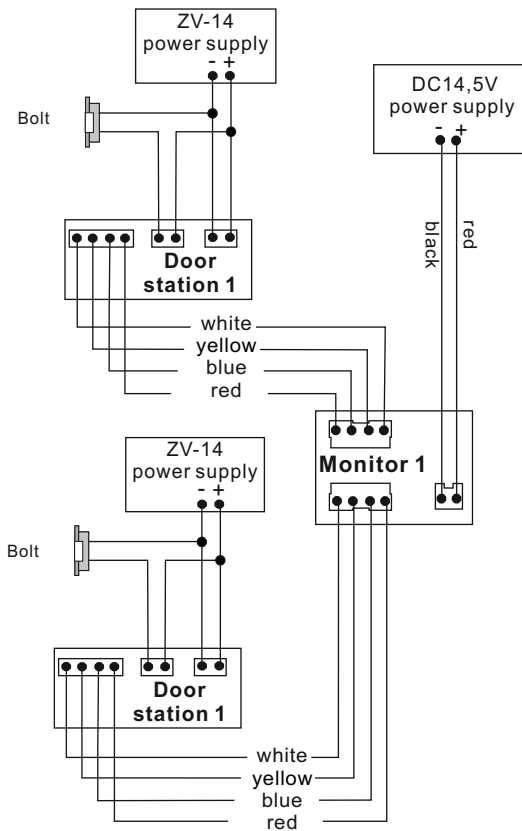 ZV-14
power supply
- +
DC14,5V
power supply
- +
Bolt
black
red
Door
station 1
white
yellow
blue
red
Monitor 1
ZV-14
power supply
- +
Bolt
Door
station 1
white
yellow
blue
red